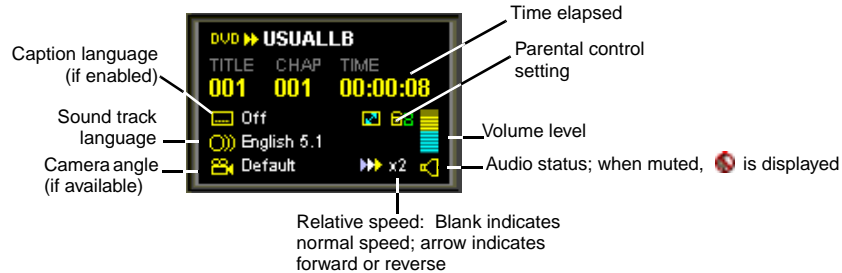 Time elapsed
DVD USUALLB
Caption language
(if enabled)
Parental control
setting
TITLE CHAP TIME
001 001 00:00:08
Off
Sound track
language
English 5.1
Volume level
Camera angle
(if available)
Default
x2
Audio status; when muted, is displayed
Relative speed: Blank indicates
normal speed; arrow indicates
forward or reverse